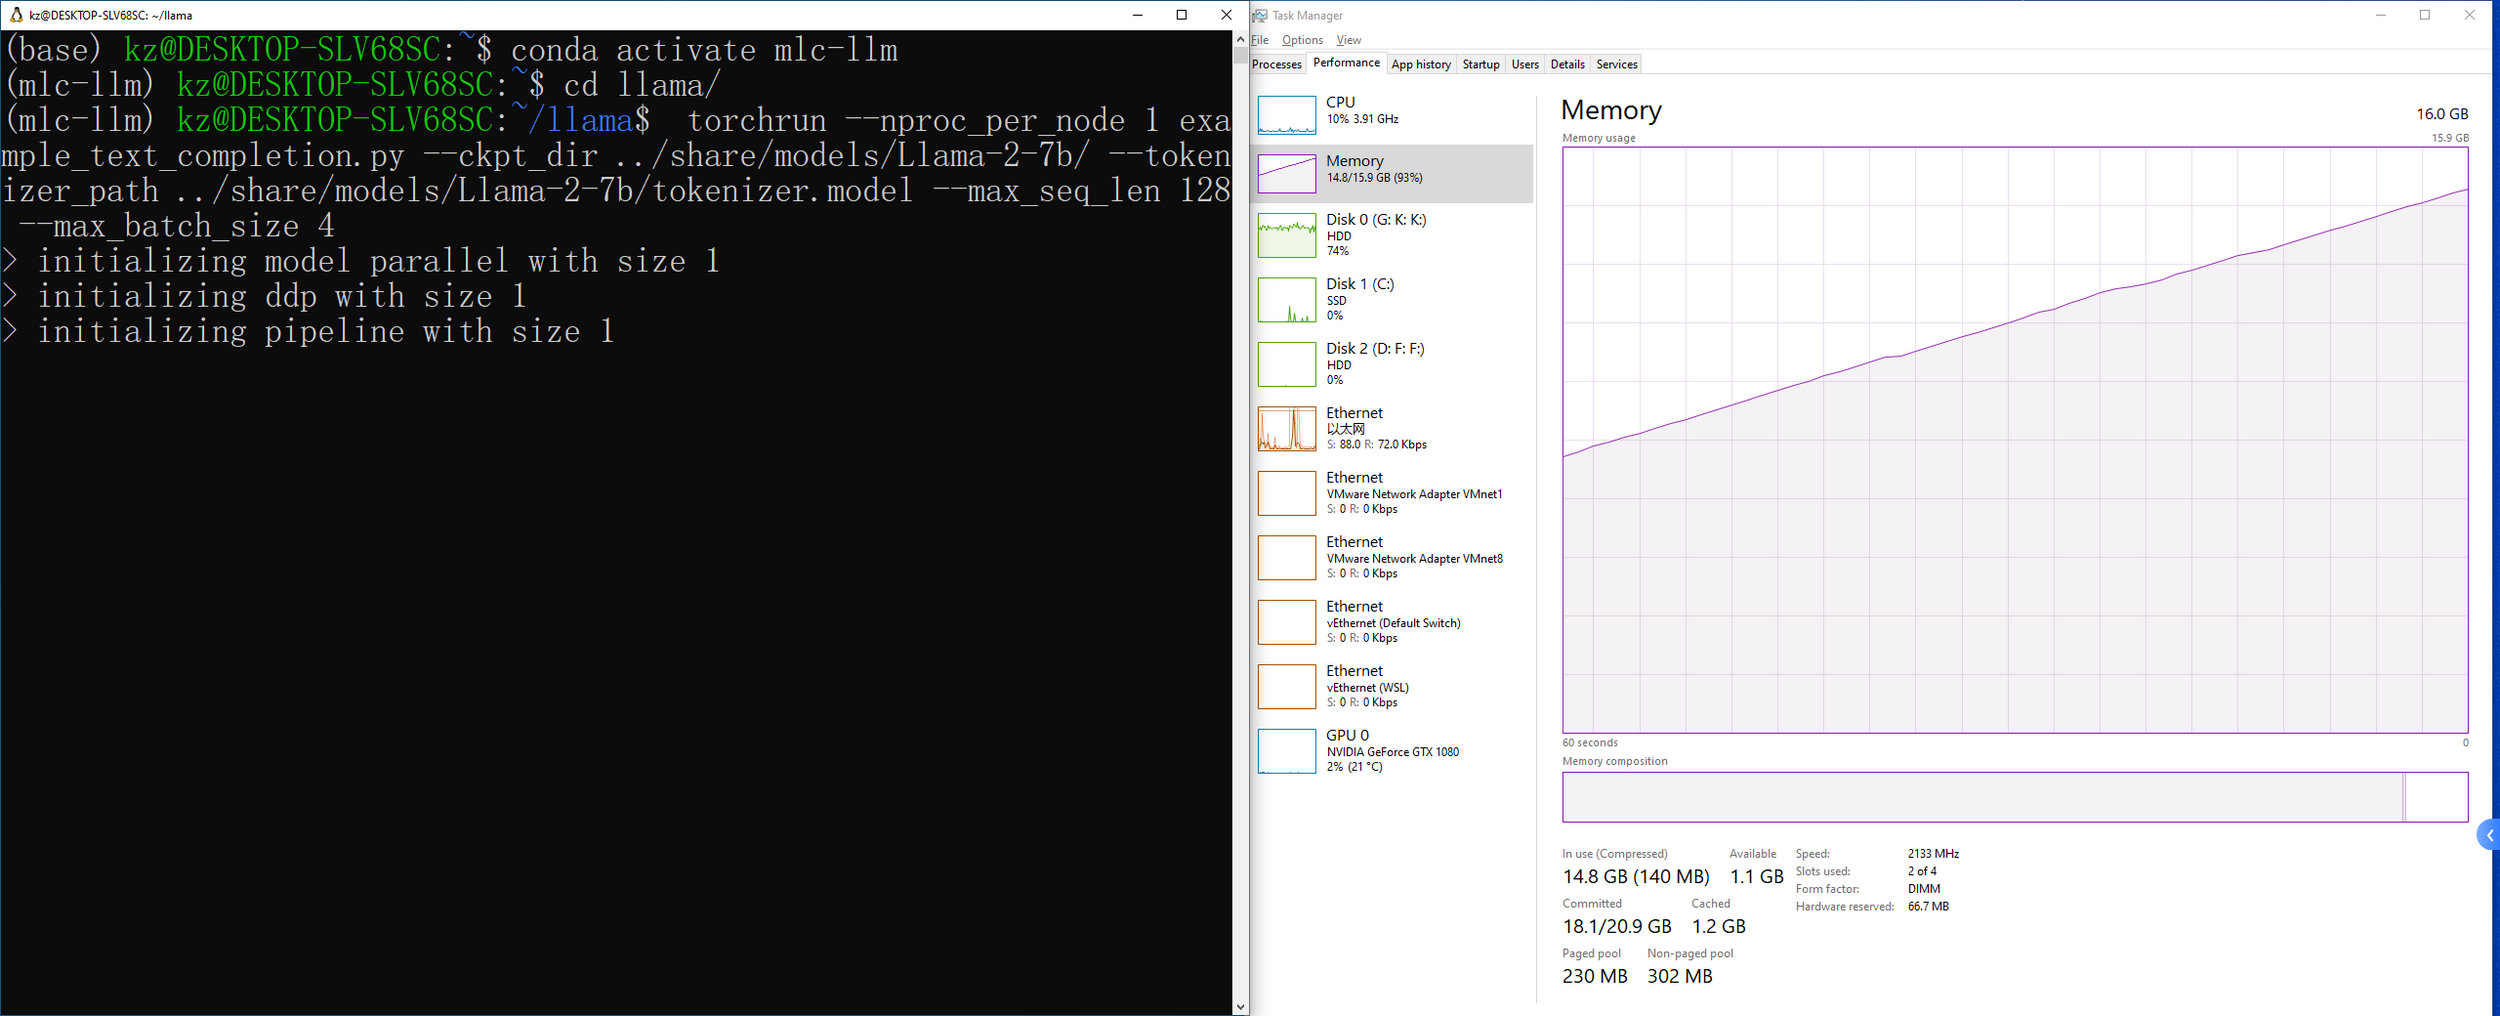 kz@DESKTOP-SLV68SC: ~/llama
(base) kz@DESKTOP-SLV68SC:~$ conda activate mlc-llm
(mlc-llm) kz@DESKTOP-SLV68SC:~$ cd llama/
(mlc-llm) kz@DESKTOP-SLV68SC:~/llama$  torchrun --nproc_per_node 1 exa
mple_text_completion.py --ckpt_dir ../share/models/Llama-2-7b/ --token
izer_path ../share/models/Llama-2-7b/tokenizer.model --max_seq_len 128
 --max_batch_size 4
> initializing model parallel with size 1
> initializing ddp with size 1
> initializing pipeline with size 1
Task Manager
File Options View
Processes Performance App history Startup Users Details Services
CPU
10% 3.91 GHz
Memory
14.8/15.9 GB (93%)
Disk 0 (G: K: K:)
HDD
74%
Disk 1 (C:)
SSD
0%
Disk 2 (D: F: F:)
HDD
0%
Ethernet
以太网
S: 88.0 R: 72.0 Kbps
Ethernet
VMware Network Adapter VMnet1
S: 0 R: 0 Kbps
Ethernet
VMware Network Adapter VMnet8
S: 0 R: 0 Kbps
Ethernet
vEthernet (Default Switch)
S: 0 R: 0 Kbps
Ethernet
vEthernet (WSL)
S: 0 R: 0 Kbps
GPU 0
NVIDIA GeForce GTX 1080
2% (21 °C)
Memory 16.0 GB
Memory usage 15.9 GB
60 seconds 0
Memory composition
In use (Compressed) Available
14.8 GB (140 MB) 1.1 GB
Committed Cached
18.1/20.9 GB 1.2 GB
Paged pool Non-paged pool
230 MB 302 MB
Speed: 2133 MHz
Slots used: 2 of 4
Form factor: DIMM
Hardware reserved: 66.7 MB